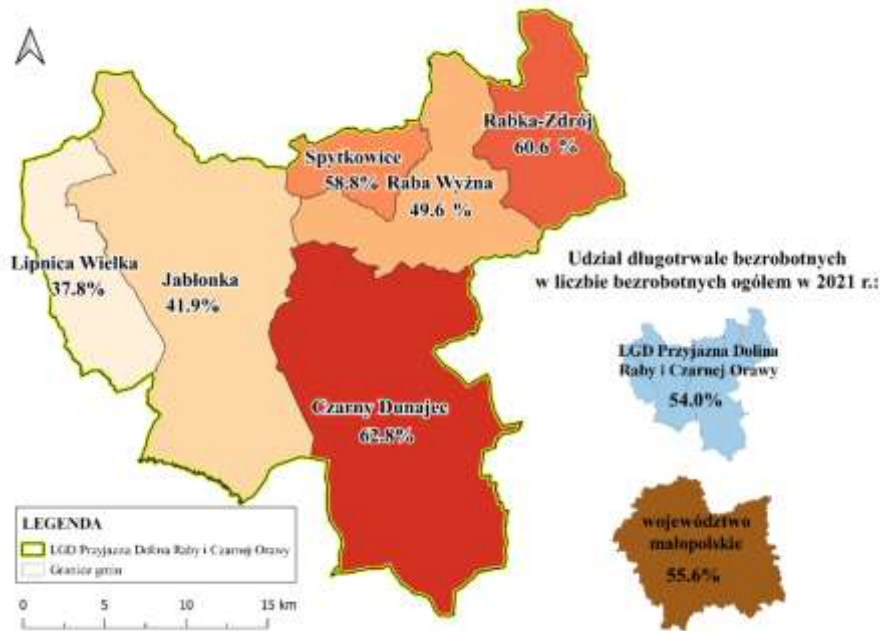 Rabka-Zdrój
60.6 %
Spytkowice
58.8%
Raba Wyżna
49.6 %
Lipnica Wielka
37.8%
Jabłonka
41.9%
Czarny Dunajec
62.8%
Udział długotrwale bezrobotnych
w liczbie bezrobotnych ogółem w 2021 r.:
LGD Przyjazna Dolina
Raby i Czarnej Orawy
54.0%
województwo
małopolskie
55.6%
LEGENDA
LGD Przyjazna Dolina Raby i Czarnej Orawy
Granice gmin
0 5 10 15 km